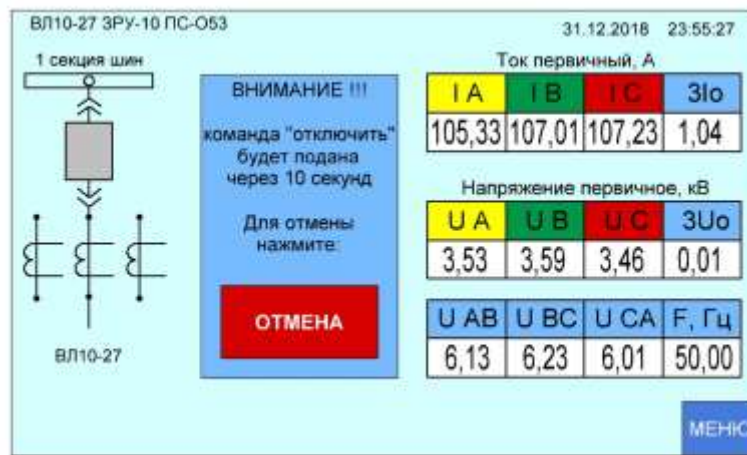 ВЛ10-27 ЗРУ-10 ПС-О53
31.12.2018 23:55:27
1 секция шин
ВЛ10-27
ВНИМАНИЕ !!!
команда "отключить"
будет подана
через 10 секунд
Для отмены
нажмите:
ОТМЕНА
Ток первичный, А
I A I B I C 3Io
105,33 107,01 107,23 1,04
Напряжение первичное, кВ
U A U B U C 3Uo
3,53 3,59 3,46 0,01
U AB U BC U CA F, Гц
6,13 6,23 6,01 50,00
МЕНЮ